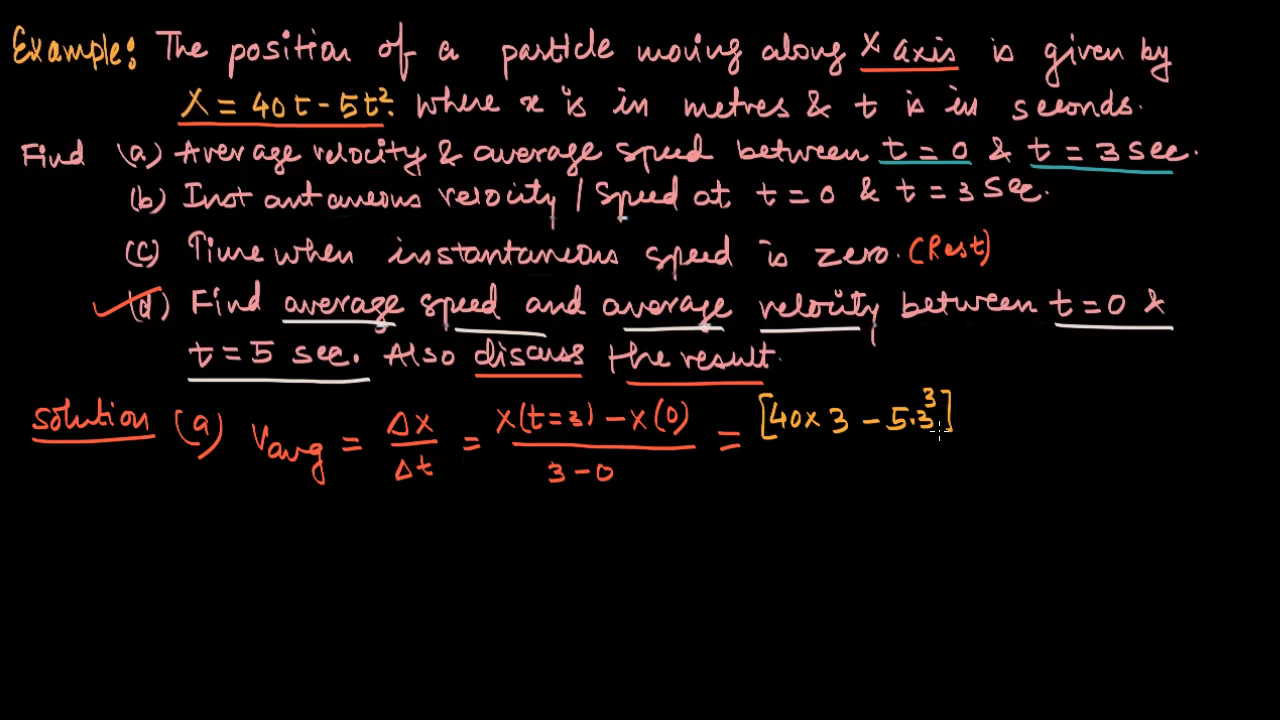 Example: The position of a particle moving along X axis is given by
X = 40t - 5t². where x is in metres & t is in seconds.
Find (a) Average velocity & average speed between t = 0 & t = 3 sec.
(b) Instantaneous velocity / speed at t = 0 & t = 3 sec.
(c) Time when instantaneous speed is zero. (Rest)
(d) Find average speed and average velocity between t = 0 &
t = 5 sec. Also discuss the result.
Solution (a) Vavg = Δx/Δt = x(t=3) - x(0)/3 - 0 = [40x3 - 5.3³]